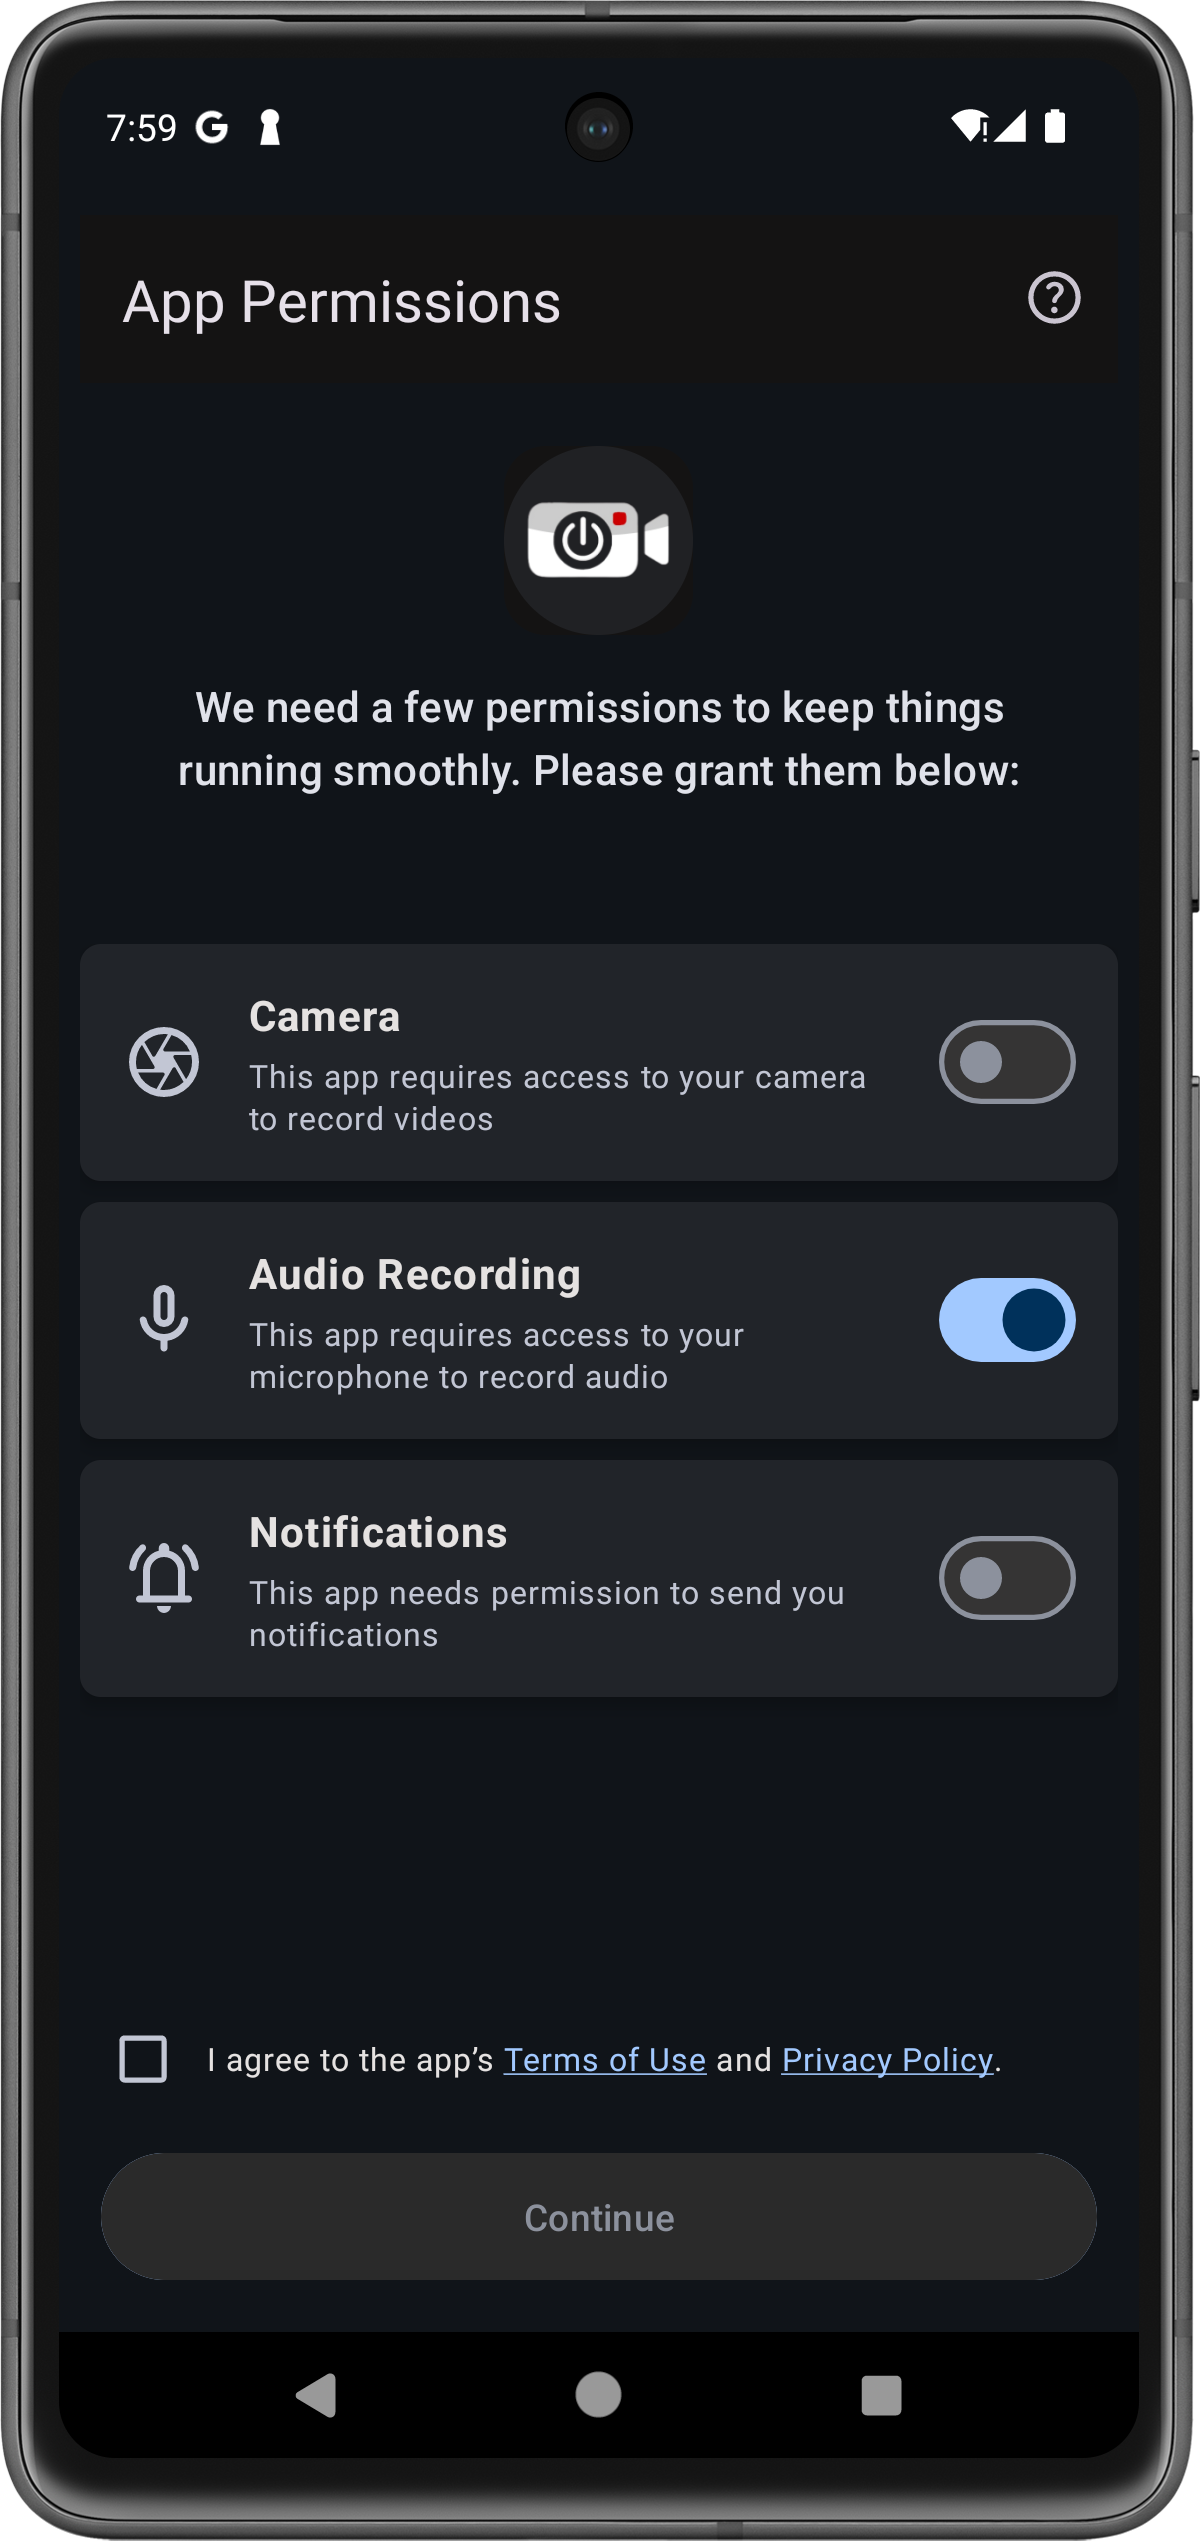 7:59
App Permissions
We need a few permissions to keep things
running smoothly. Please grant them below:
Camera
This app requires access to your camera
to record videos
Audio Recording
This app requires access to your
microphone to record audio
Notifications
This app needs permission to send you
notifications
I agree to the app’s Terms of Use and Privacy Policy.
Continue